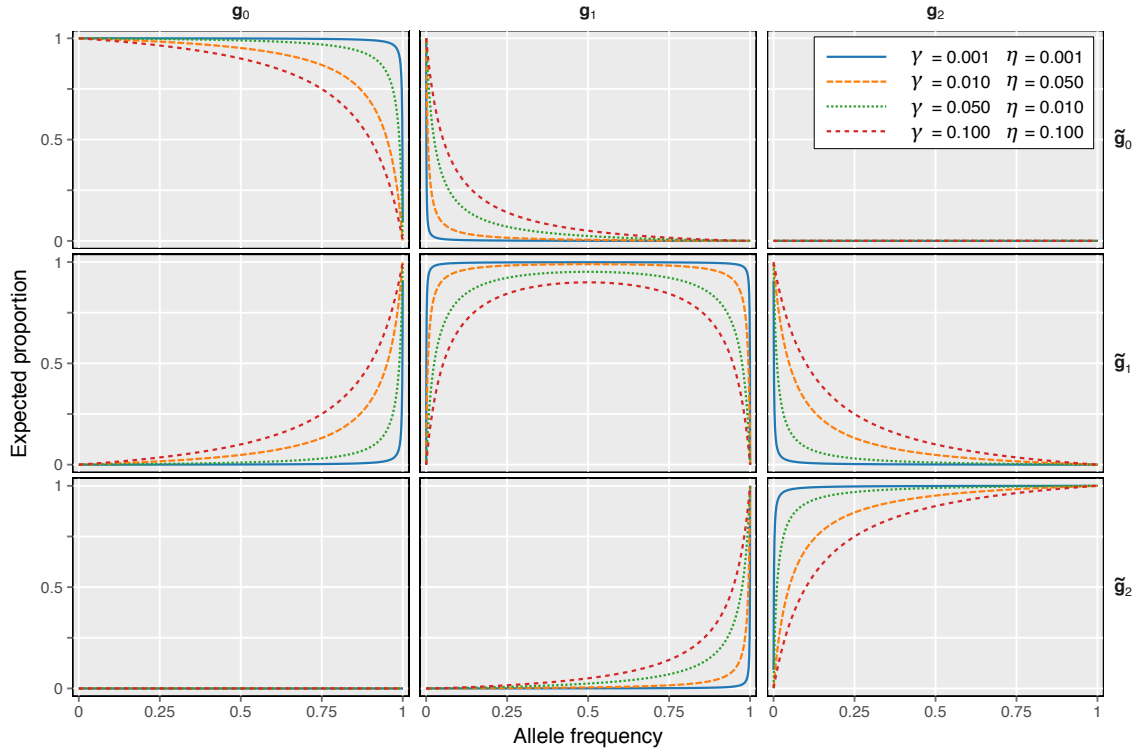 g₀ g₁ g₂
γ = 0.001 η = 0.001
γ = 0.010 η = 0.050
γ = 0.050 η = 0.010
γ = 0.100 η = 0.100
1
0.5
0
g̃₀
1
0.5
0
g̃₁
1
0.5
0
g̃₂
Expected proportion
0 0.25 0.5 0.75 1 0 0.25 0.5 0.75 1 0 0.25 0.5 0.75 1
Allele frequency